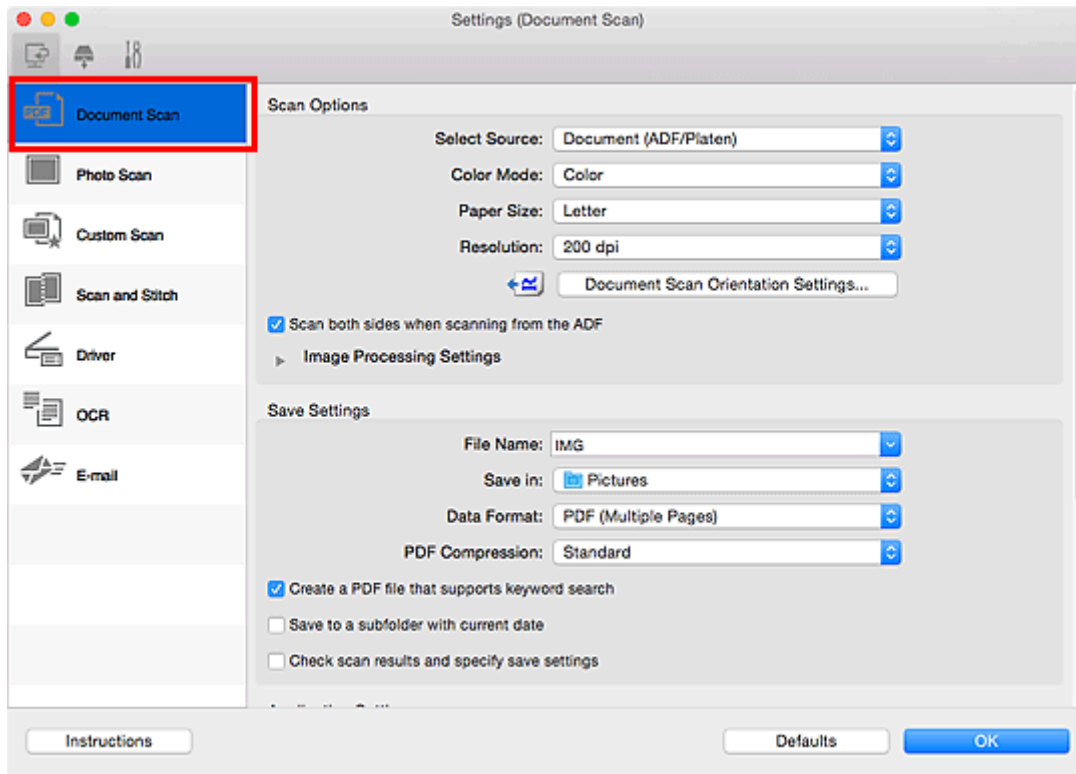 Settings (Document Scan)
PDF Document Scan
Photo Scan
Custom Scan
Scan and Stitch
Driver
OCR
E-mail
Scan Options
Select Source: Document (ADF/Platen)
Color Mode: Color
Paper Size: Letter
Resolution: 200 dpi
Document Scan Orientation Settings...
Scan both sides when scanning from the ADF
Image Processing Settings
Save Settings
File Name: IMG
Save in: Pictures
Data Format: PDF (Multiple Pages)
PDF Compression: Standard
Create a PDF file that supports keyword search
Save to a subfolder with current date
Check scan results and specify save settings
Instructions
Defaults
OK